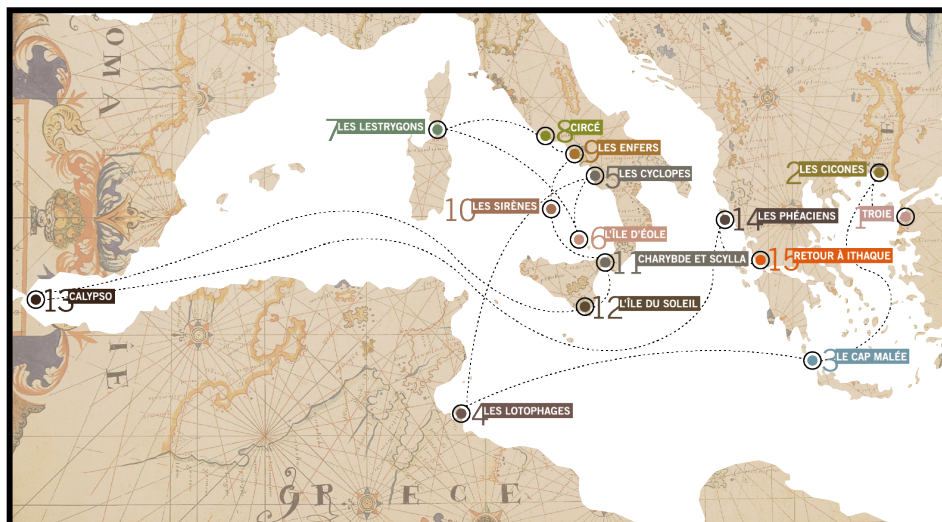 OMA
ÎE
1 TROIE
2 LES CICONES
3 LE CAP MALÉE
4 LES LOTOPHAGES
5 LES CYCLOPES
6 L'ÎLE D'ÉOLE
7 LES LESTRYGONS
8 CIRCÉ
9 LES ENFERS
10 LES SIRÈNES
11 CHARYBDE ET SCYLLA
12 L'ÎLE DU SOLEIL
13 CALYPSO
14 LES PHÉACIENS
15 RETOUR À ITHAQUE
GRECE